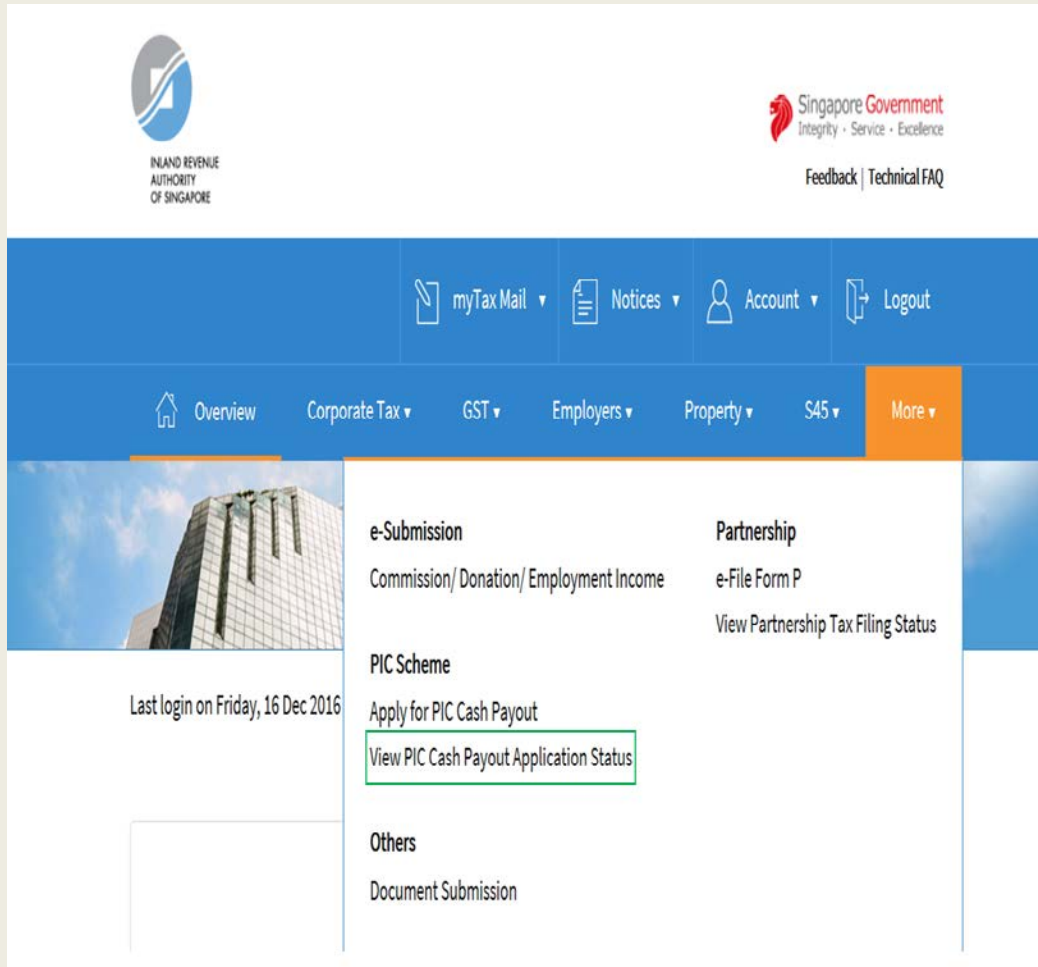 INLAND REVENUE
AUTHORITY
OF SINGAPORE
Singapore Government
Integrity · Service · Excellence
Feedback | Technical FAQ
myTax Mail ▾ Notices ▾ Account ▾ Logout
Overview Corporate Tax ▾ GST ▾ Employers ▾ Property ▾ S45 ▾ More ▾
e-Submission
Commission/ Donation/ Employment Income
Partnership
e-File Form P
View Partnership Tax Filing Status
PIC Scheme
Apply for PIC Cash Payout
View PIC Cash Payout Application Status
Last login on Friday, 16 Dec 2016
Others
Document Submission